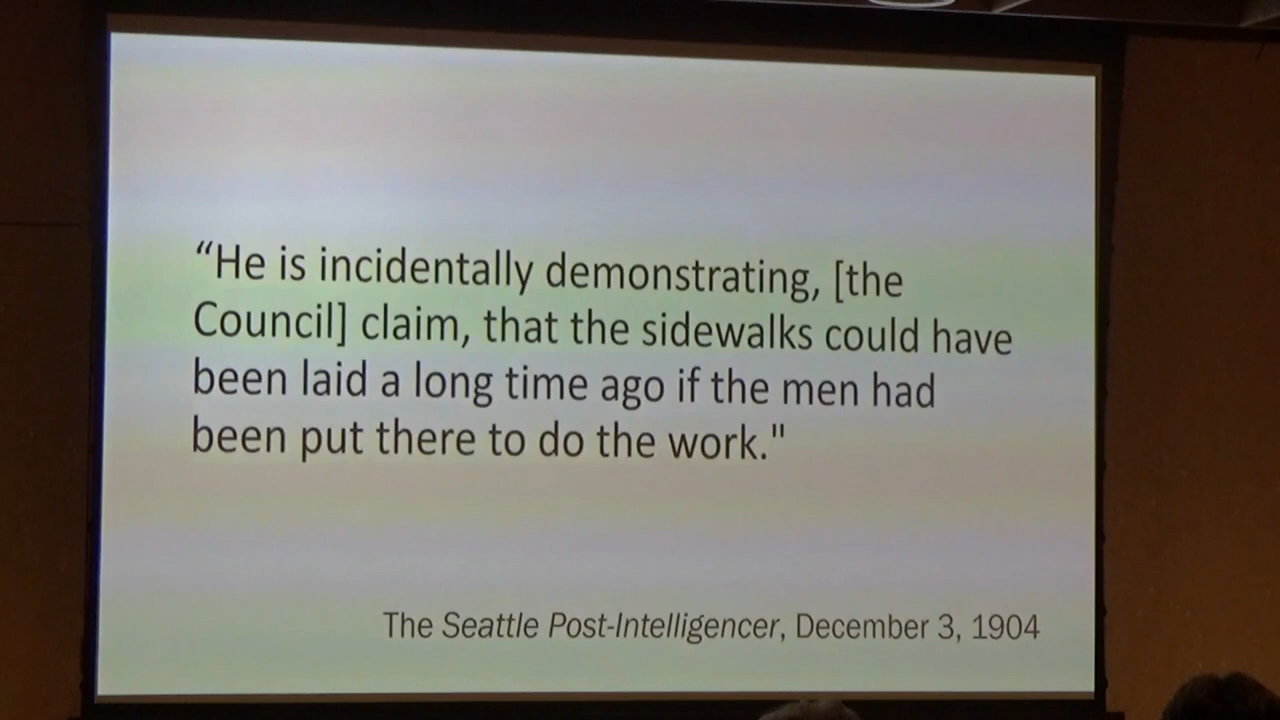 “He is incidentally demonstrating, [the
Council] claim, that the sidewalks could have
been laid a long time ago if the men had
been put there to do the work."
The Seattle Post-Intelligencer, December 3, 1904